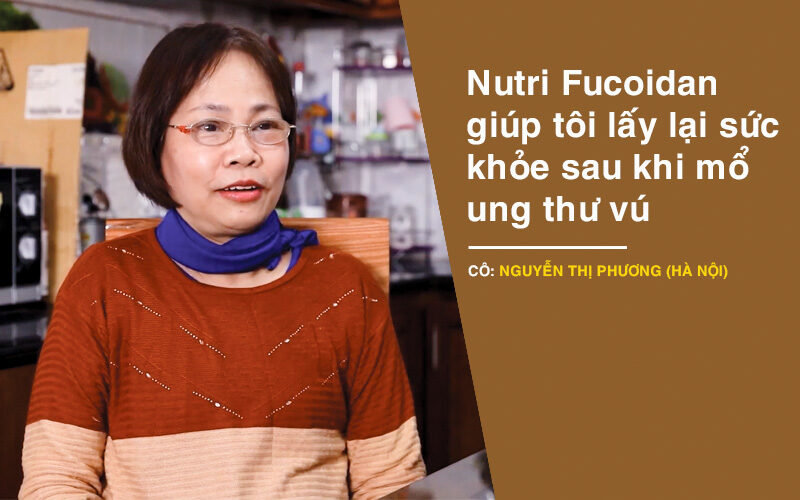 Nutri Fucoidan
giúp tôi lấy lại sức
khỏe sau khi mổ
ung thư vú
CÔ: NGUYỄN THỊ PHƯƠNG (HÀ NỘI)